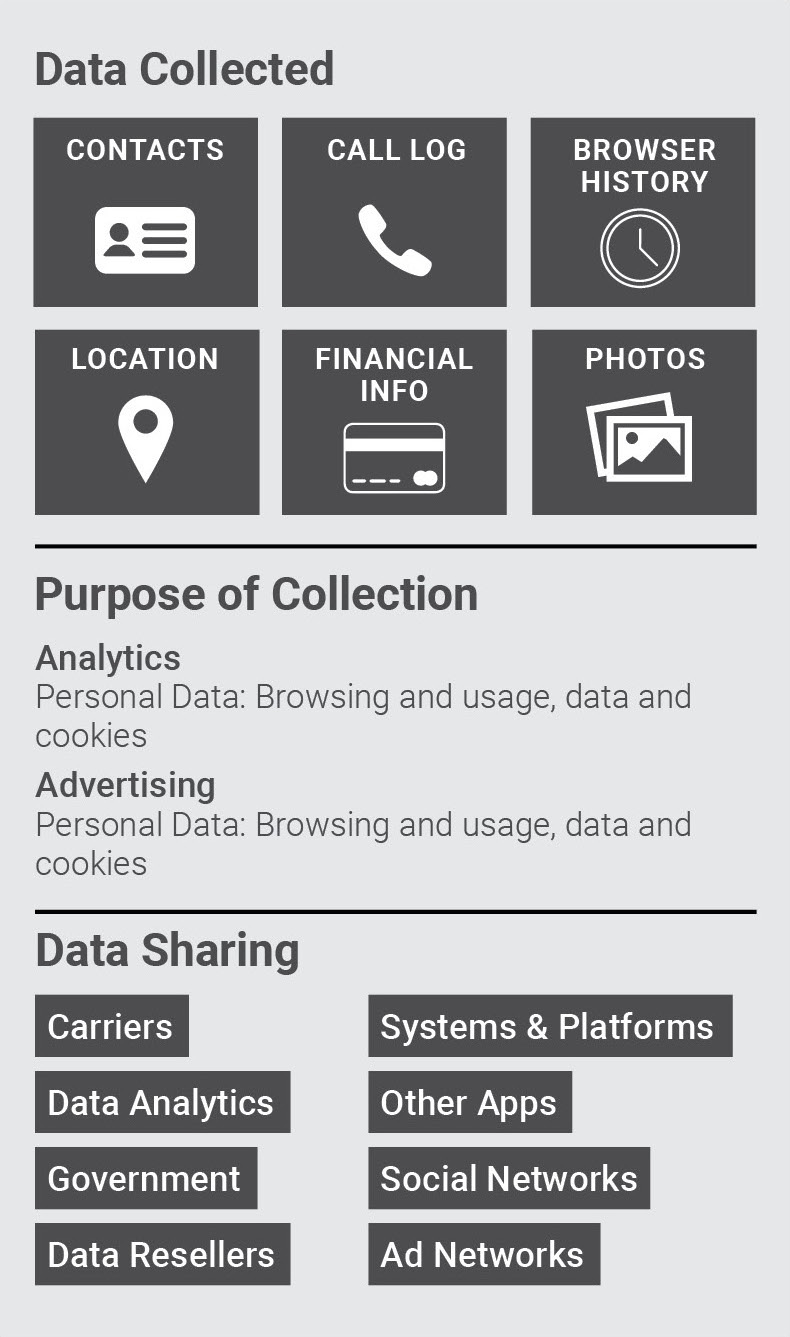 Data Collected
CONTACTS
CALL LOG
BROWSER
HISTORY
LOCATION
FINANCIAL
INFO
PHOTOS
Purpose of Collection
Analytics
Personal Data: Browsing and usage, data and
cookies
Advertising
Personal Data: Browsing and usage, data and
cookies
Data Sharing
Carriers
Systems & Platforms
Data Analytics
Other Apps
Government
Social Networks
Data Resellers
Ad Networks